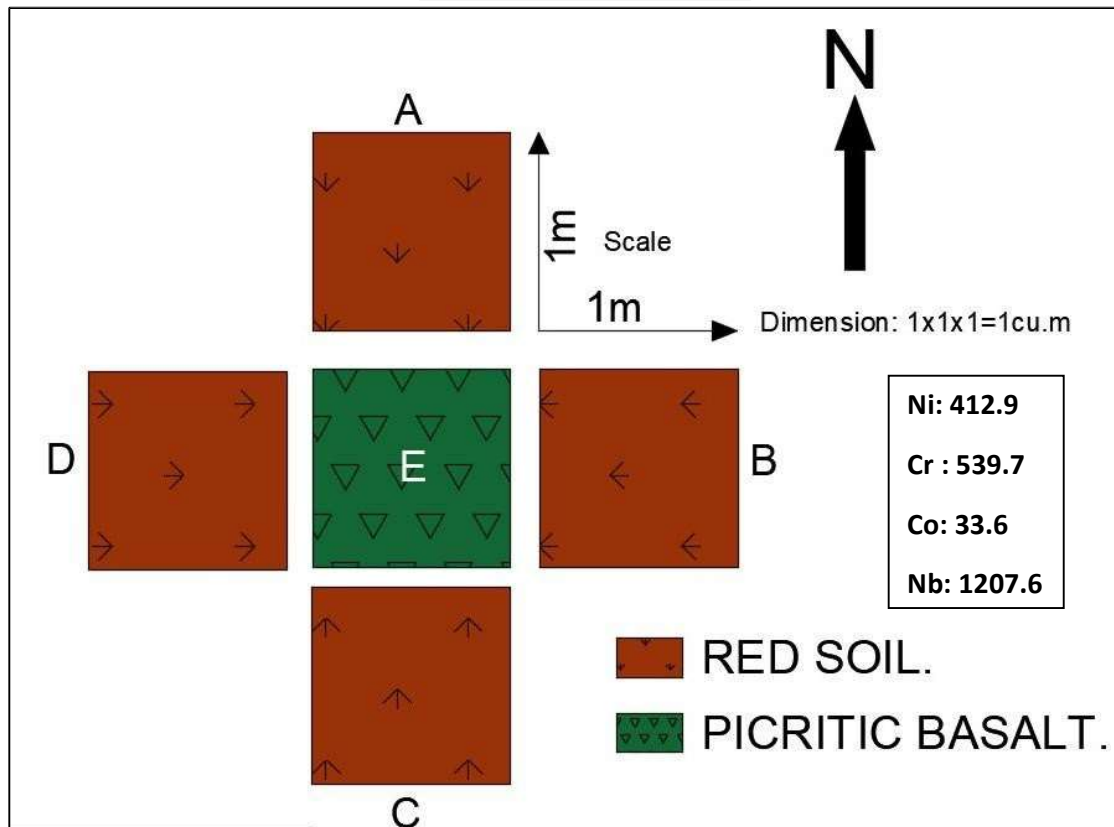 N
A
1m
Scale
1m
Dimension: 1x1x1=1cu.m
Ni: 412.9
Cr : 539.7
Co: 33.6
Nb: 1207.6
D
E
B
RED SOIL.
PICRITIC BASALT.
C